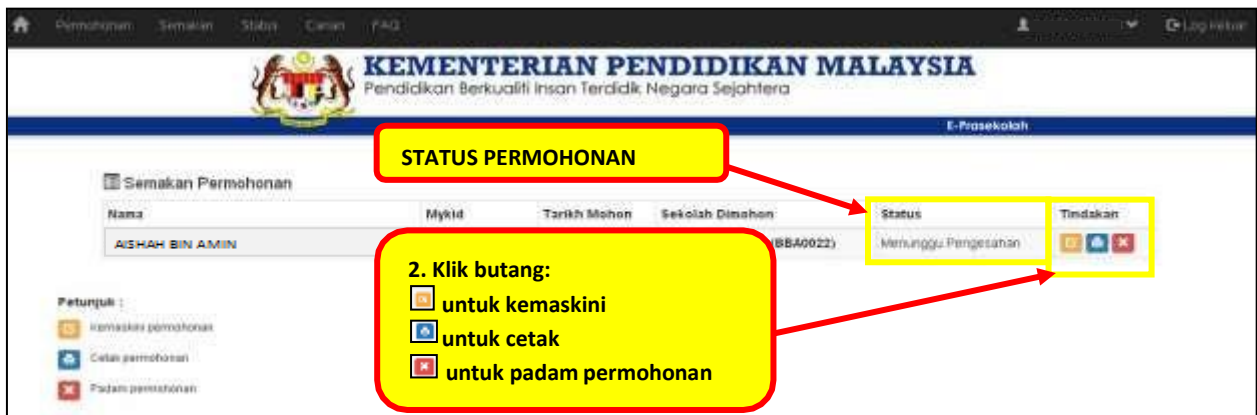 Permohonan Semakan Status Carian FAQ Log Keluar
KEMENTERIAN PENDIDIKAN MALAYSIA
Pendidikan Berkualiti Insan Terdidik Negara Sejahtera
E-Prasekolah
STATUS PERMOHONAN
Semakan Permohonan
Nama Mykid Tarikh Mohon Sekolah Dimohon Status Tindakan
AISHAH BIN AMIN (BBA0022) Menunggu Pengesahan
2. Klik butang:
untuk kemaskini
untuk cetak
untuk padam permohonan
Petunjuk :
Kemaskini permohonan
Cetak permohonan
Padam permohonan